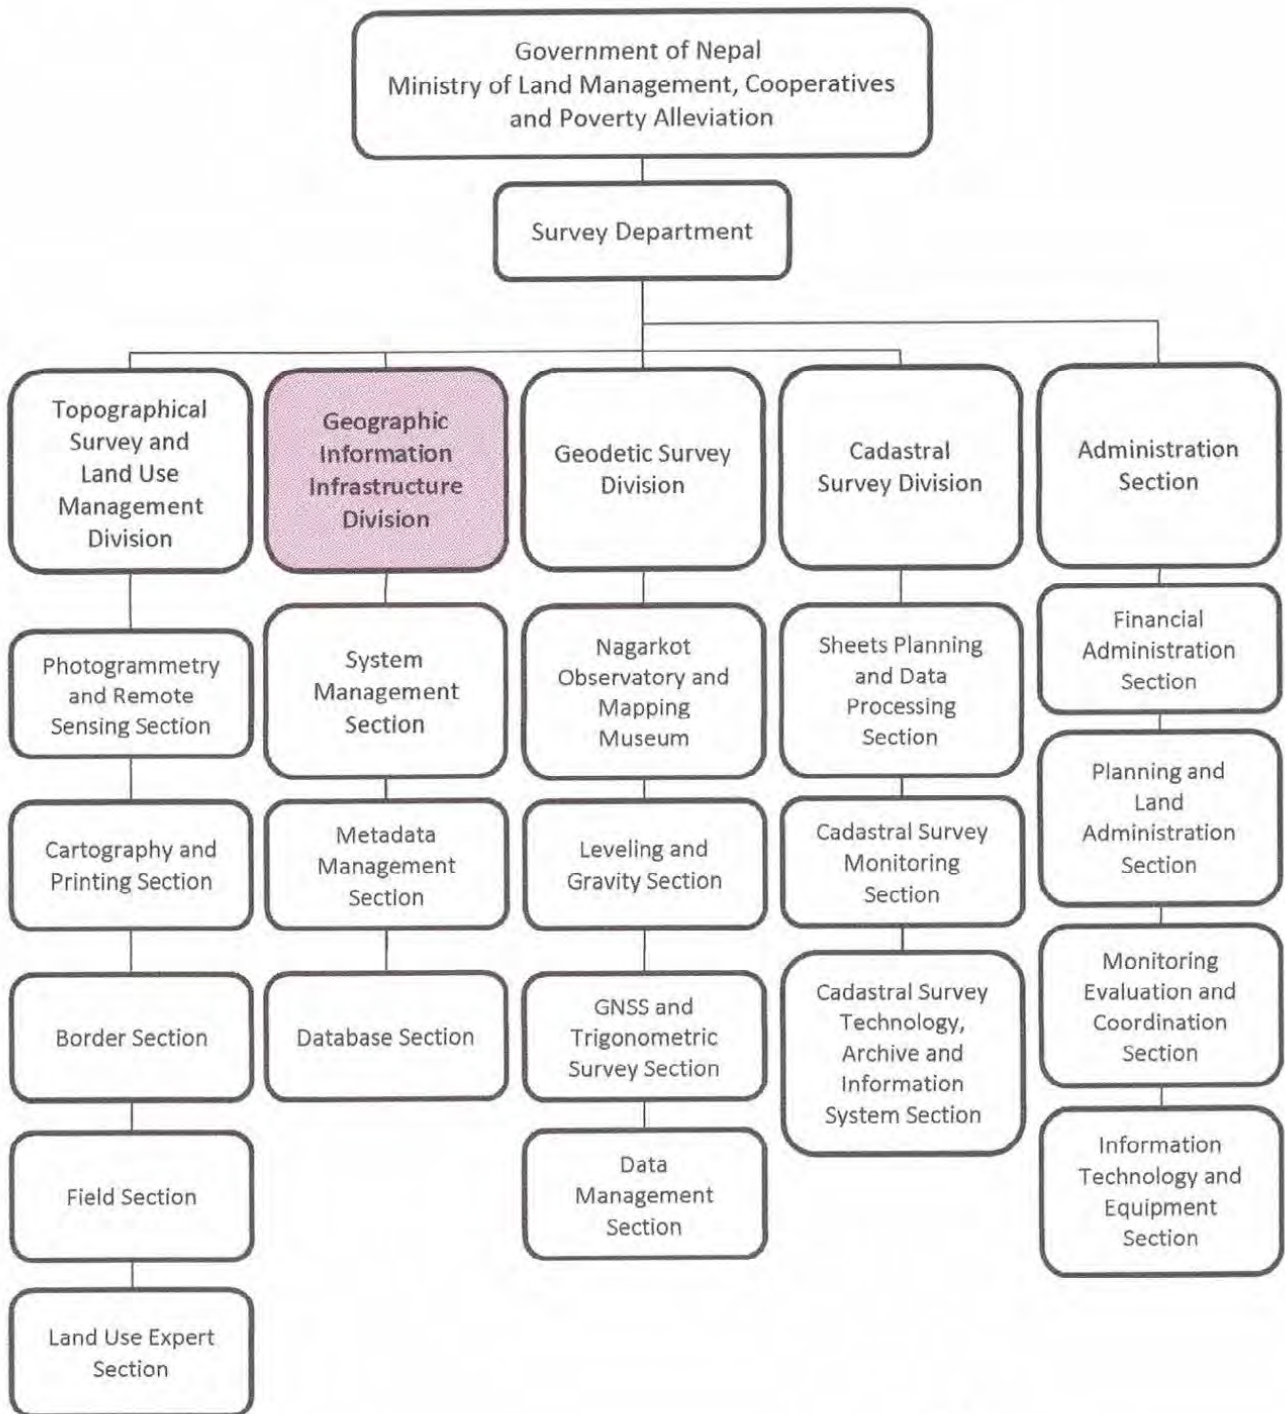 Government of Nepal
Ministry of Land Management, Cooperatives
and Poverty Alleviation
Survey Department
Topographical
Survey and
Land Use
Management
Division
Photogrammetry
and Remote
Sensing Section
Cartography and
Printing Section
Border Section
Field Section
Land Use Expert
Section
Geographic
Information
Infrastructure
Division
System
Management
Section
Metadata
Management
Section
Database Section
Geodetic Survey
Division
Nagarkot
Observatory and
Mapping
Museum
Leveling and
Gravity Section
GNSS and
Trigonometric
Survey Section
Data
Management
Section
Cadastral
Survey Division
Sheets Planning
and Data
Processing
Section
Cadastral Survey
Monitoring
Section
Cadastral Survey
Technology,
Archive and
Information
System Section
Administration
Section
Financial
Administration
Section
Planning and
Land
Administration
Section
Monitoring
Evaluation and
Coordination
Section
Information
Technology and
Equipment
Section